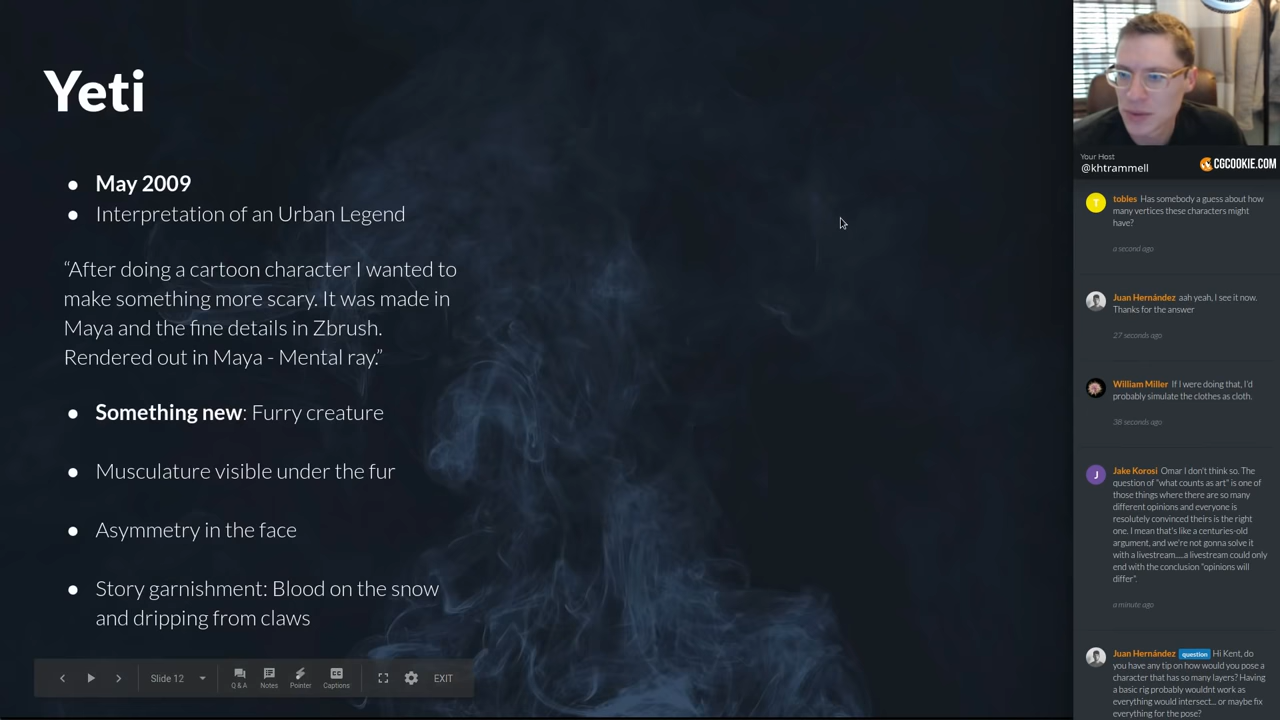 Yeti
● May 2009
● Interpretation of an Urban Legend
“After doing a cartoon character I wanted to
make something more scary. It was made in
Maya and the fine details in Zbrush.
Rendered out in Maya - Mental ray.”
● Something new: Furry creature
● Musculature visible under the fur
● Asymmetry in the face
● Story garnishment: Blood on the snow
and dripping from claws
Slide 12
Q & A
Notes
Pointer
Captions
EXIT
Your Host
@khtrammell
CGCOOKIE.COM
T
tobles Has somebody a guess about how
many vertices these characters might
have?
a second ago
Juan Hernández aah yeah, I see it now.
Thanks for the answer
27 seconds ago
William Miller If I were doing that, I'd
probably simulate the clothes as cloth.
38 seconds ago
J
Jake Korosi Omar I don't think so. The
question of "what counts as art" is one of
those things where there are so many
different opinions and everyone is
resolutely convinced theirs is the right
one. I mean that's like a centuries-old
argument, and we're not gonna solve it
with a livestream.....a livestream could only
end with the conclusion "opinions will
differ".
a minute ago
Juan Hernández question Hi Kent, do
you have any tip on how would you pose a
character that has so many layers? Having
a basic rig probably wouldnt work as
everything would intersect... or maybe fix
everything for the pose?